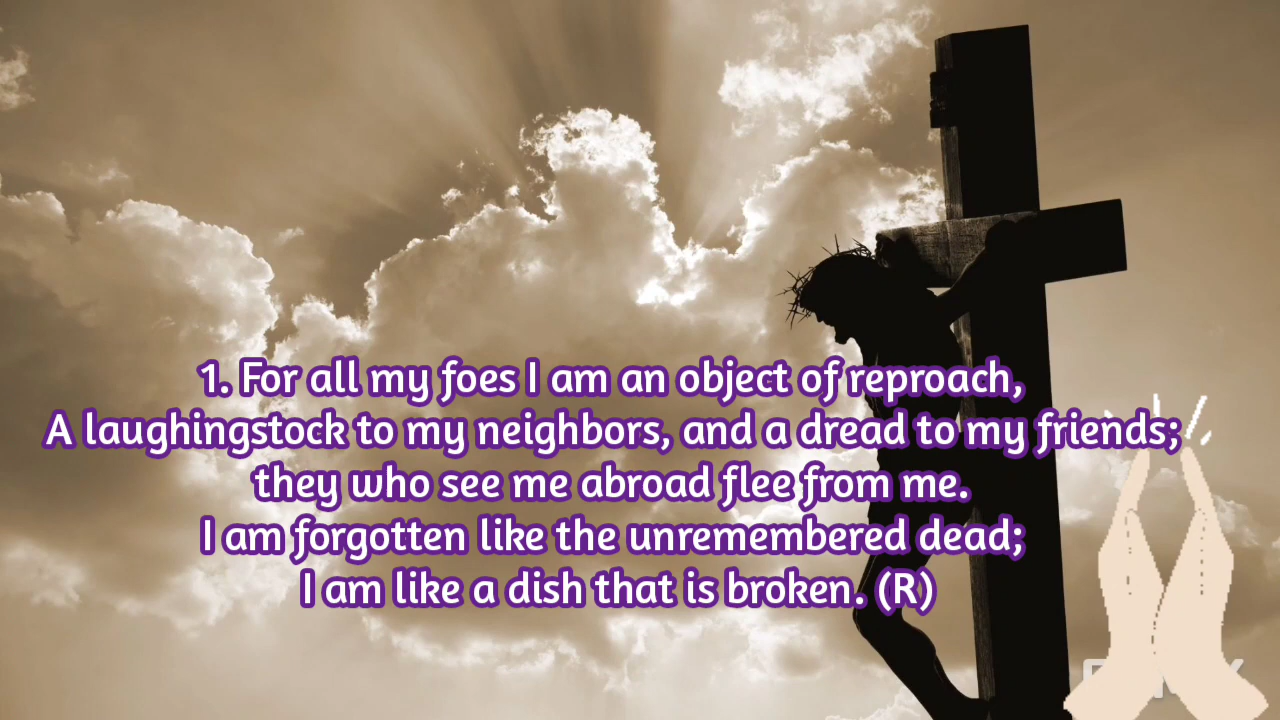 1. For all my foes I am an object of reproach,
A laughingstock to my neighbors, and a dread to my friends;
they who see me abroad flee from me.
I am forgotten like the unremembered dead;
I am like a dish that is broken. (R)